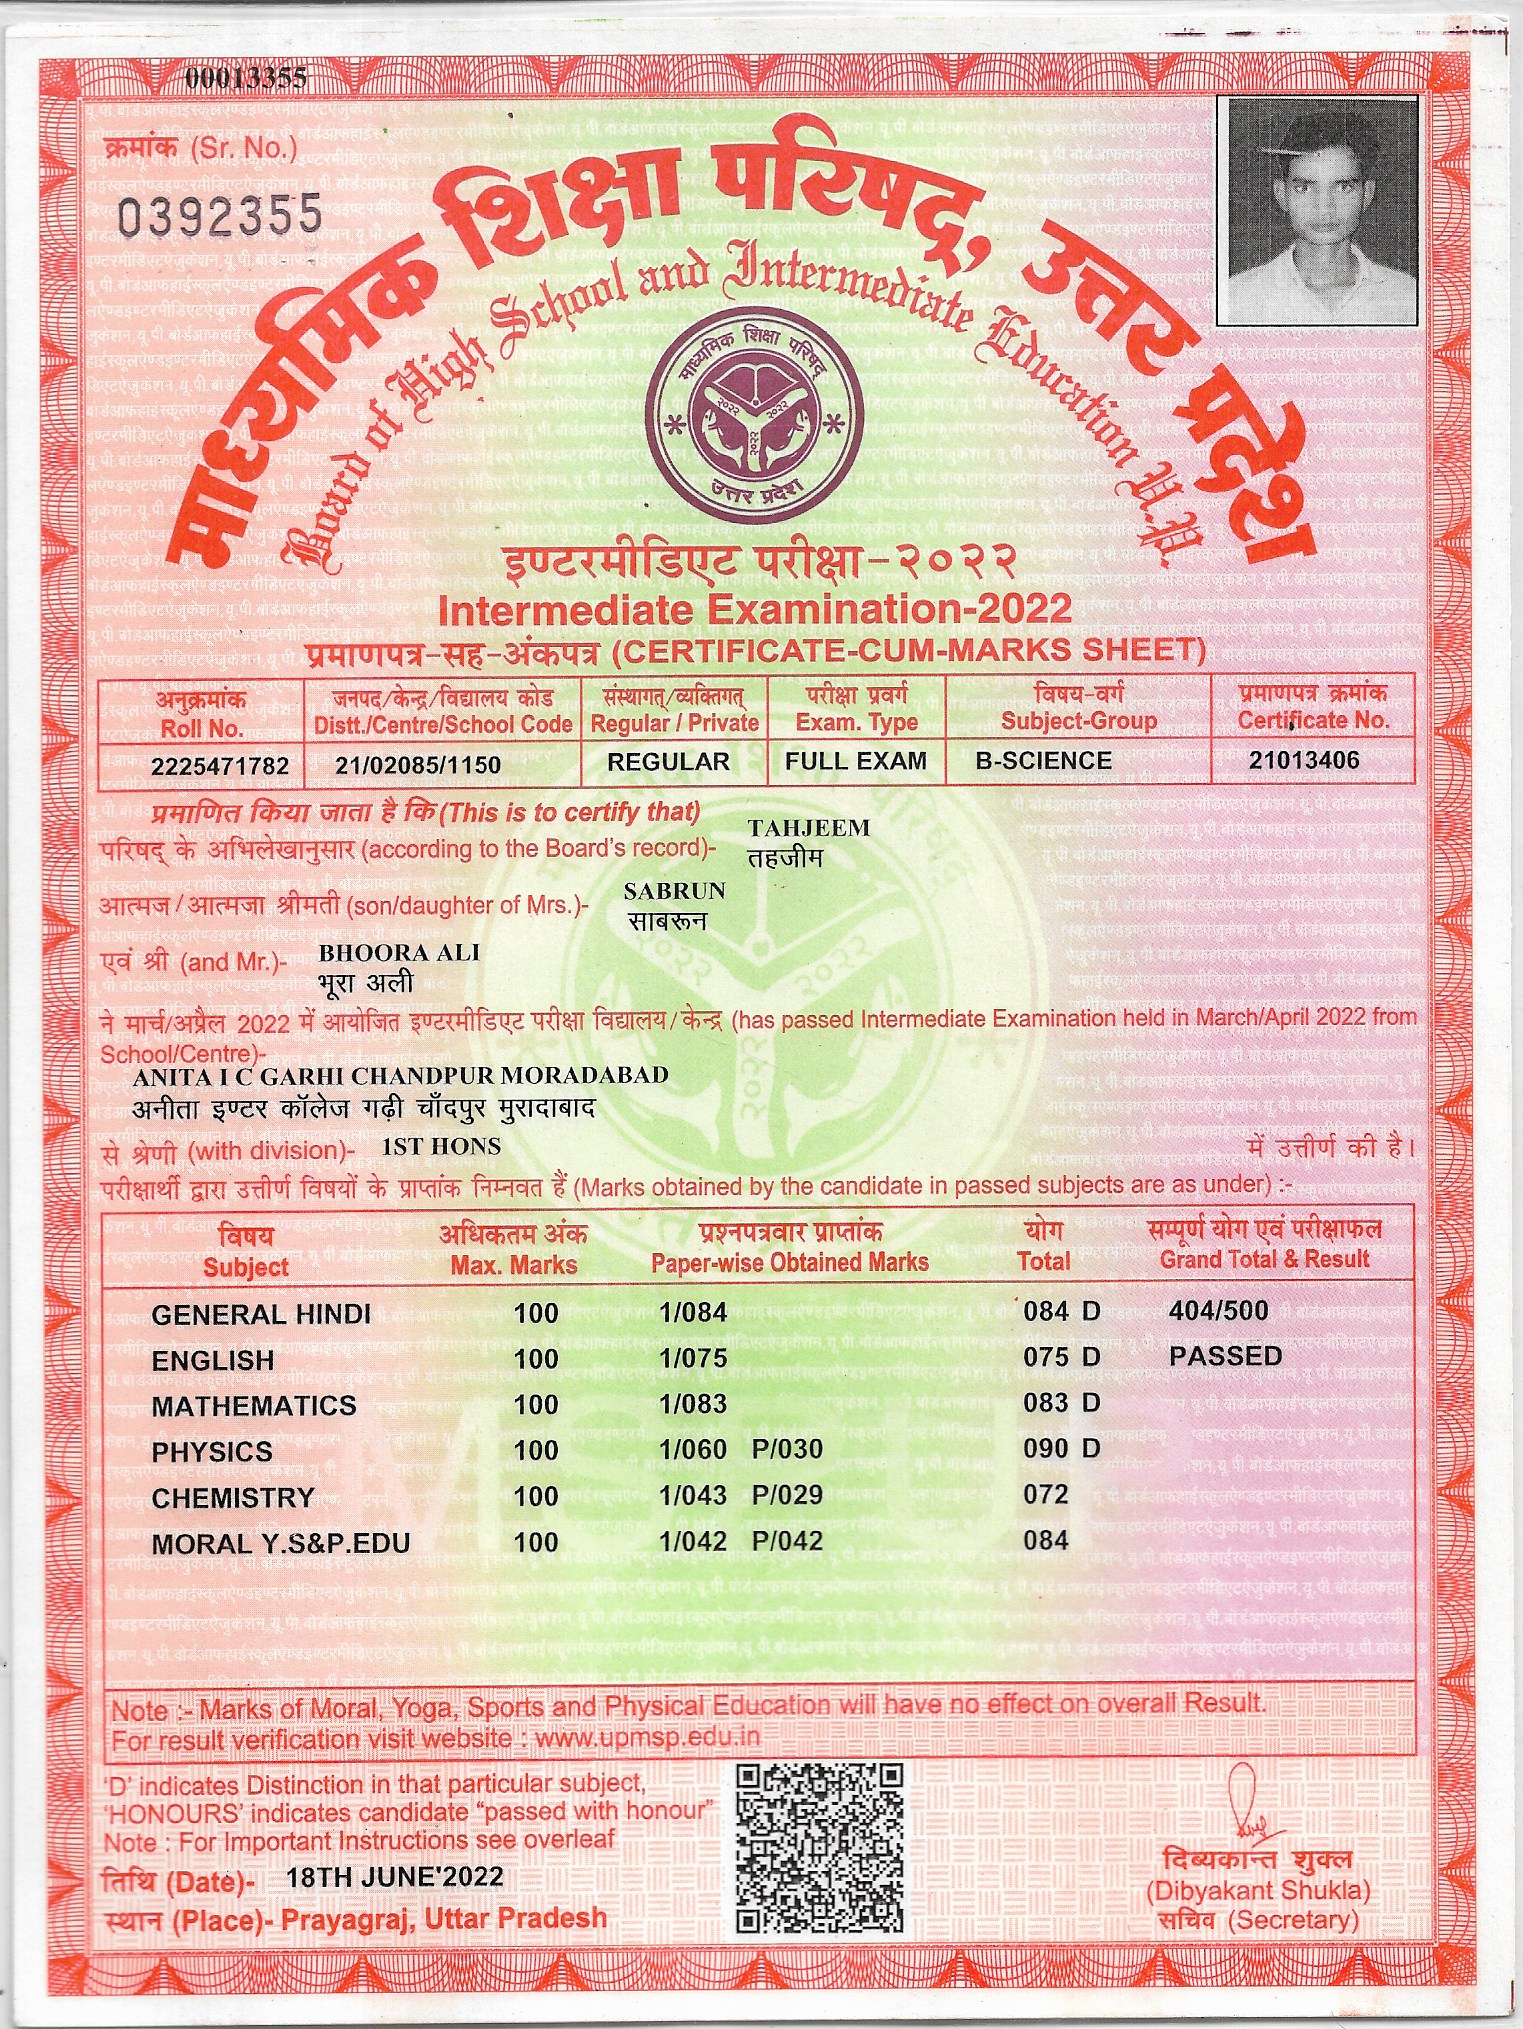 00013355
क्रमांक (Sr. No.)
0392355
माध्यमिक शिक्षा परिषद्, उत्तर प्रदेश
Board of High School and Intermediate Education U.P.
माध्यमिक शिक्षा परिषद्
२०२२ २०२२
२०२२
उत्तर प्रदेश
इण्टरमीडिएट परीक्षा-२०२२
Intermediate Examination-2022
प्रमाणपत्र-सह-अंकपत्र (CERTIFICATE-CUM-MARKS SHEET)
अनुक्रमांक जनपद/केन्द्र/विद्यालय कोड संस्थागत्/व्यक्तिगत् परीक्षा प्रवर्ग विषय-वर्ग प्रमाणपत्र क्रमांक
Roll No. Distt./Centre/School Code Regular / Private Exam. Type Subject-Group Certificate No.
2225471782 21/02085/1150 REGULAR FULL EXAM B-SCIENCE 21013406
प्रमाणित किया जाता है कि (This is to certify that)
TAHJEEM
परिषद् के अभिलेखानुसार (according to the Board's record)- तहजीम
SABRUN
आत्मज/आत्मजा श्रीमती (son/daughter of Mrs.)- साबरून
BHOORA ALI
एवं श्री (and Mr.)- भूरा अली
ने मार्च/अप्रैल 2022 में आयोजित इण्टरमीडिएट परीक्षा विद्यालय/केन्द्र (has passed Intermediate Examination held in March/April 2022 from
School/Centre)-
ANITA I C GARHI CHANDPUR MORADABAD
अनीता इण्टर कॉलेज गढ़ी चाँदपुर मुरादाबाद
से श्रेणी (with division)- 1ST HONS में उत्तीर्ण की है।
परीक्षार्थी द्वारा उत्तीर्ण विषयों के प्राप्तांक निम्नवत हैं (Marks obtained by the candidate in passed subjects are as under) :-
विषय अधिकतम अंक प्रश्नपत्रवार प्राप्तांक योग सम्पूर्ण योग एवं परीक्षाफल
Subject Max. Marks Paper-wise Obtained Marks Total Grand Total & Result
GENERAL HINDI 100 1/084 084 D 404/500
ENGLISH 100 1/075 075 D PASSED
MATHEMATICS 100 1/083 083 D
PHYSICS 100 1/060 P/030 090 D
CHEMISTRY 100 1/043 P/029 072
MORAL Y.S&P.EDU 100 1/042 P/042 084
Note :- Marks of Moral, Yoga, Sports and Physical Education will have no effect on overall Result.
For result verification visit website : www.upmsp.edu.in
'D' indicates Distinction in that particular subject,
'HONOURS' indicates candidate "passed with honour"
Note : For Important Instructions see overleaf
तिथि (Date)- 18TH JUNE'2022
स्थान (Place)- Prayagraj, Uttar Pradesh
दिब्यकान्त शुक्ल
(Dibyakant Shukla)
सचिव (Secretary)